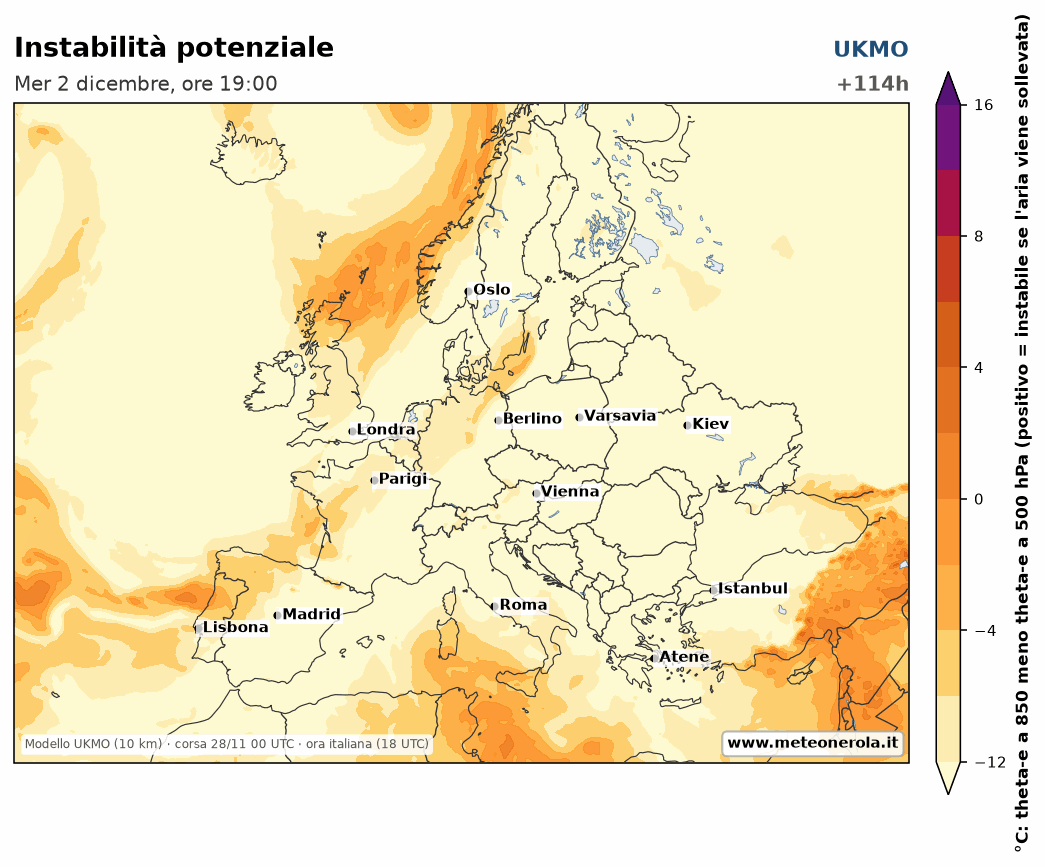 Instabilità potenziale
UKMO
Mer 2 dicembre, ore 19:00
+114h
Oslo
Berlino
Varsavia
Kiev
Londra
Parigi
Vienna
Istanbul
Roma
Madrid
Lisbona
Atene
Modello UKMO (10 km) · corsa 28/11 00 UTC · ora italiana (18 UTC)
www.meteonerola.it
16
8
4
0
−4
−12
°C: theta-e a 850 meno theta-e a 500 hPa (positivo = instabile se l'aria viene sollevata)